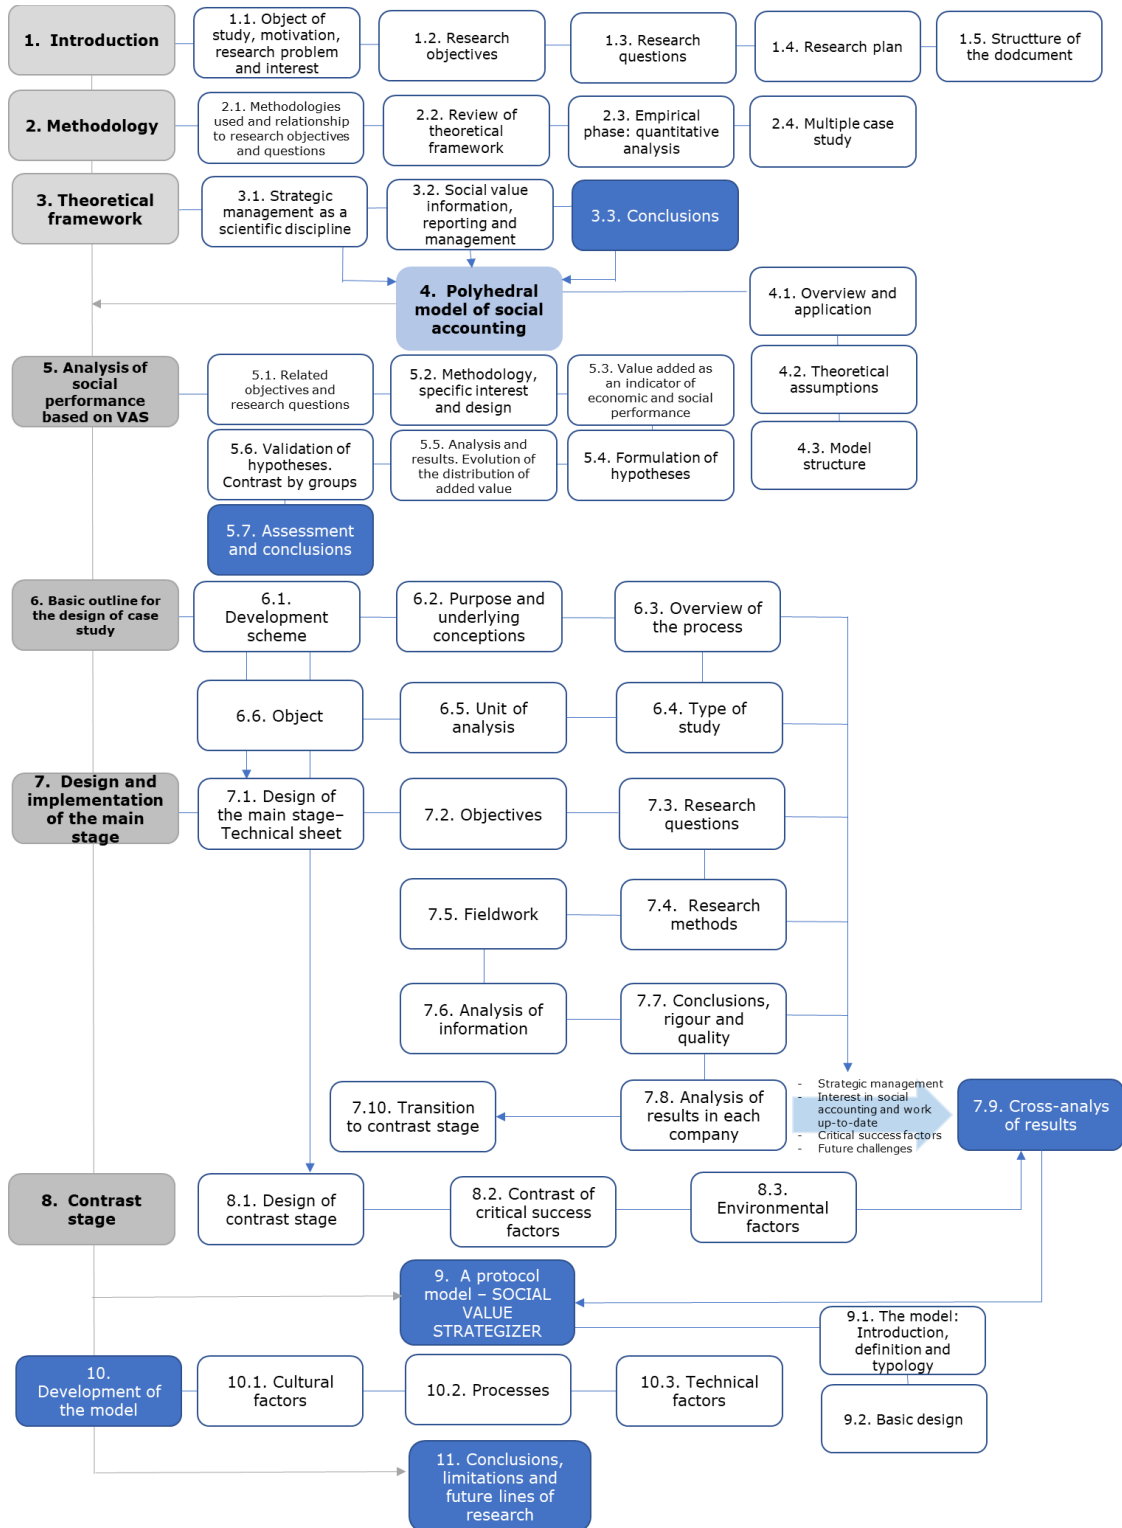 1. Introduction
1.1. Object of
study, motivation,
research problem
and interest
1.2. Research
objectives
1.3. Research
questions
1.4. Research plan
1.5. Structture of
the dodcument
2. Methodology
2.1. Methodologies
used and relationship
to research objectives
and questions
2.2. Review of
theoretical
framework
2.3. Empirical
phase: quantitative
analysis
2.4. Multiple case
study
3. Theoretical
framework
3.1. Strategic
management as a
scientific discipline
3.2. Social value
information,
reporting and
management
3.3. Conclusions
4. Polyhedral
model of social
accounting
4.1. Overview and
application
4.2. Theoretical
assumptions
4.3. Model
structure
5. Analysis of
social
performance
based on VAS
5.1. Related
objectives and
research questions
5.2. Methodology,
specific interest
and design
5.3. Value added as
an indicator of
economic and social
performance
5.6. Validation of
hypotheses.
Contrast by groups
5.5. Analysis and
results. Evolution of
the distribution of
added value
5.4. Formulation of
hypotheses
5.7. Assessment
and conclusions
6. Basic outline for
the design of case
study
6.1.
Development
scheme
6.2. Purpose and
underlying
conceptions
6.3. Overview of
the process
6.6. Object
6.5. Unit of
analysis
6.4. Type of
study
7. Design and
implementation
of the main
stage
7.1. Design of
the main stage–
Technical sheet
7.2. Objectives
7.3. Research
questions
7.5. Fieldwork
7.4. Research
methods
7.6. Analysis of
information
7.7. Conclusions,
rigour and
quality
7.10. Transition
to contrast stage
7.8. Analysis of
results in each
company
- Strategic management
- Interest in social
accounting and work
up-to-date
- Critical success factors
- Future challenges
7.9. Cross-analys
of results
8. Contrast
stage
8.1. Design of
contrast stage
8.2. Contrast of
critical success
factors
8.3.
Environmental
factors
9. A protocol
model – SOCIAL
VALUE
STRATEGIZER
9.1. The model:
Introduction,
definition and
typology
9.2. Basic design
10.
Development of
the model
10.1. Cultural
factors
10.2. Processes
10.3. Technical
factors
11. Conclusions,
limitations and
future lines of
research